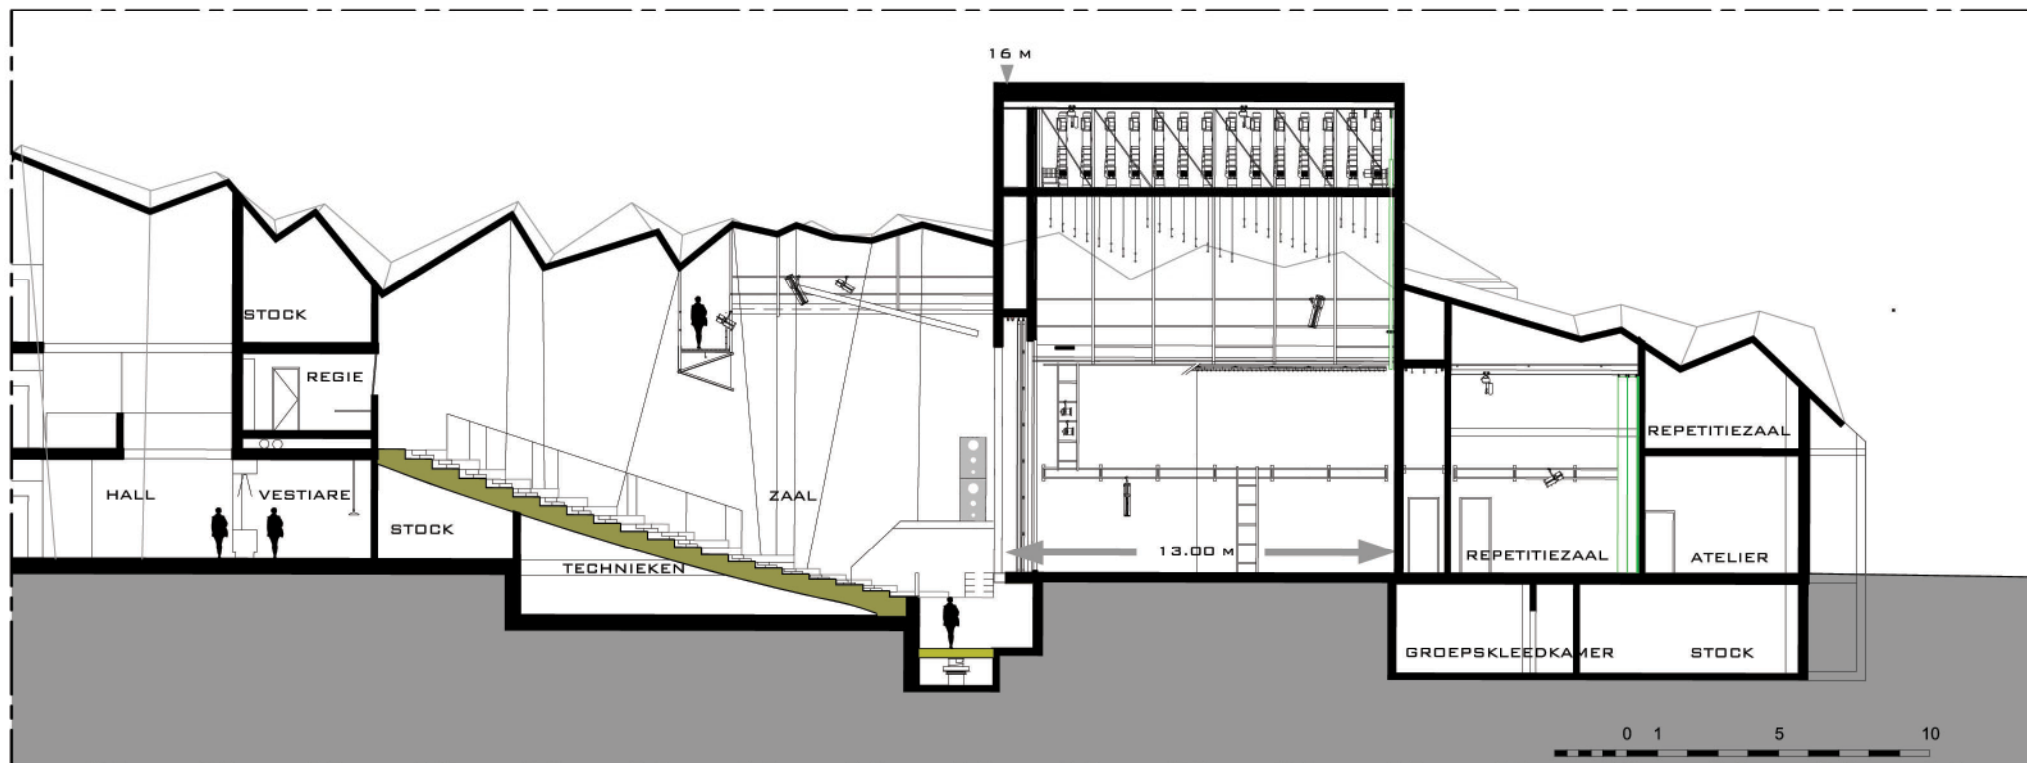 16 M
STOCK
REGIE
HALL
VESTIARE
STOCK
ZAAL
TECHNIEKEN
13.00 M
REPETITIEZAAL
REPETITIEZAAL
ATELIER
GROEPSKLEEDKAMER
STOCK
0 1 5 10